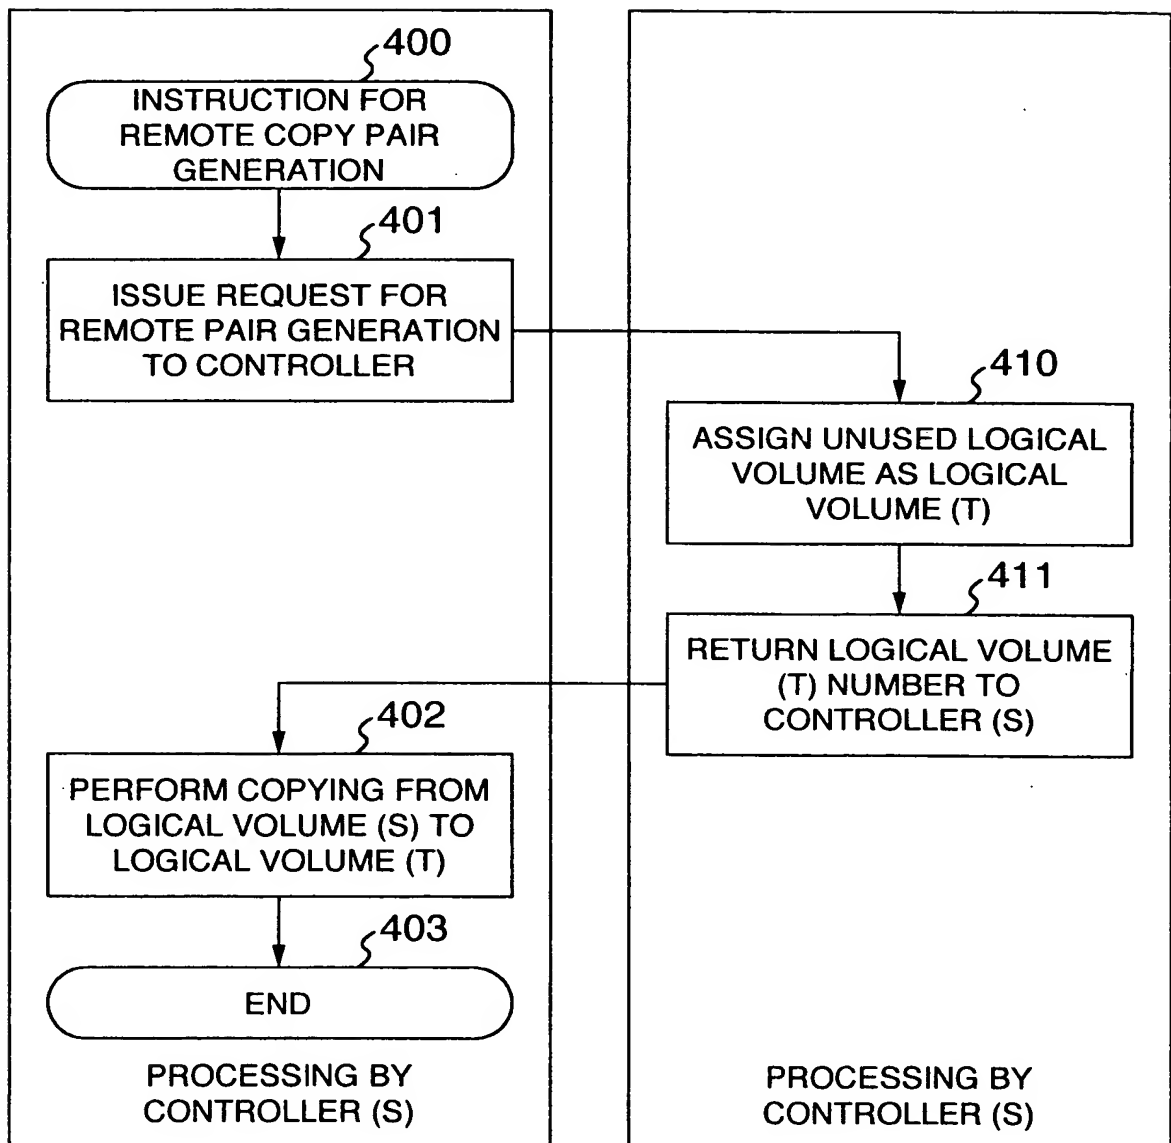 400
INSTRUCTION FOR
REMOTE COPY PAIR
GENERATION
401
ISSUE REQUEST FOR
REMOTE PAIR GENERATION
TO CONTROLLER
410
ASSIGN UNUSED LOGICAL
VOLUME AS LOGICAL
VOLUME (T)
411
RETURN LOGICAL VOLUME
(T) NUMBER TO
CONTROLLER (S)
402
PERFORM COPYING FROM
LOGICAL VOLUME (S) TO
LOGICAL VOLUME (T)
403
END
PROCESSING BY
CONTROLLER (S)
PROCESSING BY
CONTROLLER (S)